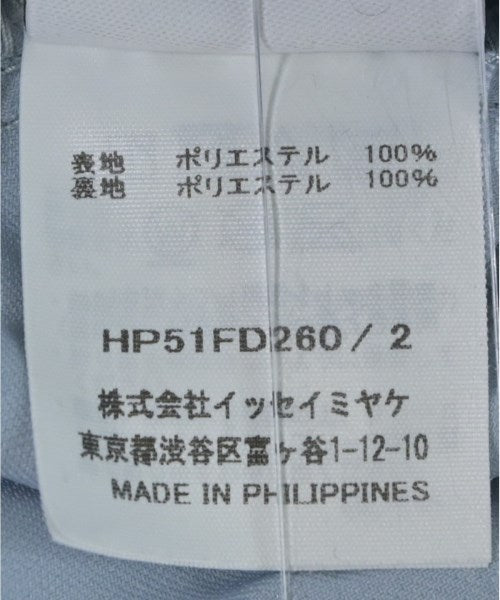 表地 ポリエステル 100%
裏地 ポリエステル 100%
HP51FD260 / 2
株式会社イッセイミヤケ
東京都渋谷区富ヶ谷1-12-10
MADE IN PHILIPPINES